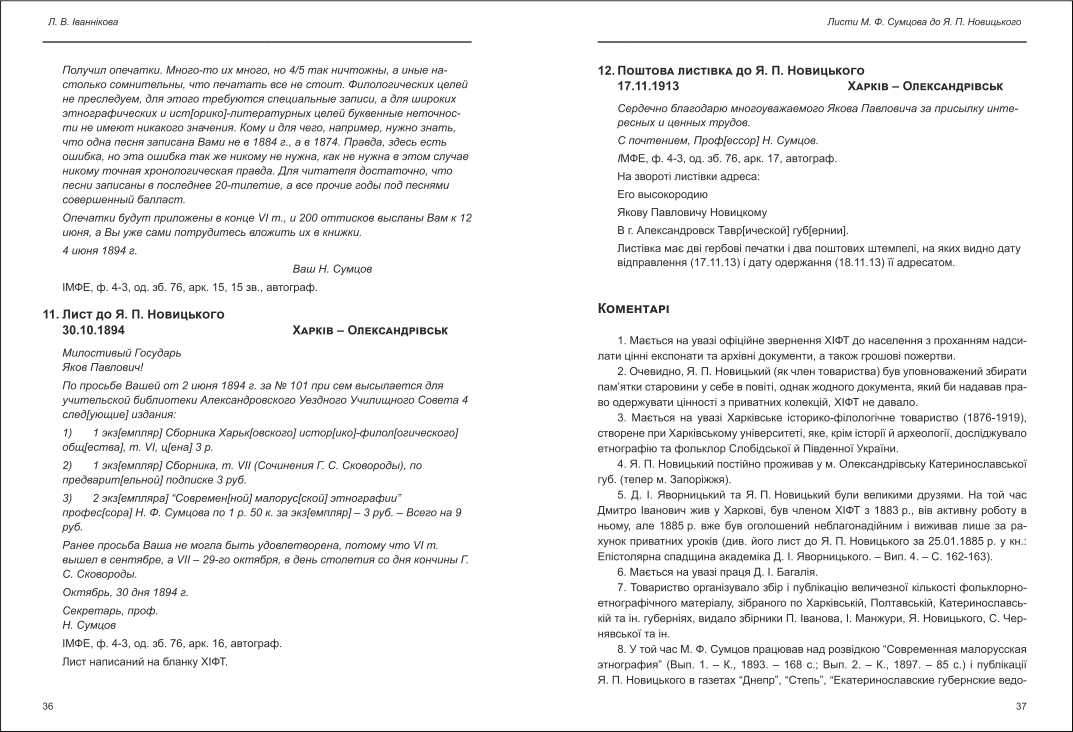 Л. В. Іваннікова
Получил опечатки. Много-то их много, но 4/5 так ничтожны, а иные на-
столько сомнительны, что печатать все не стоит. Филологических целей
не преследуем, для этого требуются специальные записи, а для широких
этнографических и ист[орико]-литературных целей буквенные неточнос-
ти не имеют никакого значения. Кому и для чего, например, нужно знать,
что одна песня записана Вами не в 1884 г., а в 1874. Правда, здесь есть
ошибка, но эта ошибка так же никому не нужна, как не нужна в этом случае
никому точная хронологическая правда. Для читателя достаточно, что
песни записаны в последнее 20-тилетие, а все прочие годы под песнями
совершенный балласт.
Опечатки будут приложены в конце VI т., и 200 оттисков высланы Вам к 12
июня, а Вы уже сами потрудитесь вложить их в книжки.
4 июня 1894 г.
Ваш Н. Сумцов
ІМФЕ, ф. 4-3, од. зб. 76, арк. 15, 15 зв., автограф.
11. Лист до Я. П. Новицького
30.10.1894 Харків – Олександрівськ
Милостивый Государь
Яков Павлович!
По просьбе Вашей от 2 июня 1894 г. за № 101 при сем высылается для
учительской библиотеки Александровского Уездного Училищного Совета 4
след[ующие] издания:
1) 1 экз[емпляр] Сборника Харьк[овского] истор[ико]-филол[огического]
общ[ества], т. VI, ц[ена] 3 р.
2) 1 экз[емпляр] Сборника, т. VII (Сочинения Г. С. Сковороды), по
предварит[ельной] подписке 3 руб.
3) 2 экз[емпляра] “Современ[ной] малорус[ской] этнографии”
профес[сора] Н. Ф. Сумцова по 1 р. 50 к. за экз[емпляр] – 3 руб. – Всего на 9
руб.
Ранее просьба Ваша не могла быть удовлетворена, потому что VI т.
вышел в сентябре, а VII – 29-го октября, в день столетия со дня кончины Г.
С. Сковороды.
Октябрь, 30 дня 1894 г.
Секретарь, проф.
Н. Сумцов
ІМФЕ, ф. 4-3, од. зб. 76, арк. 16, автограф.
Лист написаний на бланку ХІФТ.
36
Листи М. Ф. Сумцова до Я. П. Новицького
12. Поштова листівка до Я. П. Новицького
17.11.1913 Харків – Олександрівськ
Сердечно благодарю многоуважаемого Якова Павловича за присылку инте-
ресных и ценных трудов.
С почтением, Проф[ессор] Н. Сумцов.
ІМФЕ, ф. 4-3, од. зб. 76, арк. 17, автограф.
На звороті листівки адреса:
Его высокородию
Якову Павловичу Новицкому
В г. Александровск Тавр[ической] губ[ернии].
Листівка має дві гербові печатки і два поштових штемпелі, на яких видно дату
відправлення (17.11.13) і дату одержання (18.11.13) її адресатом.
Коментарі
1. Мається на увазі офіційне звернення ХІФТ до населення з проханням надси-
лати цінні експонати та архівні документи, а також грошові пожертви.
2. Очевидно, Я. П. Новицький (як член товариства) був уповноважений збирати
пам’ятки старовини у себе в повіті, однак жодного документа, який би надавав пра-
во одержувати цінності з приватних колекцій, ХІФТ не давало.
3. Мається на увазі Харківське історико-філологічне товариство (1876-1919),
створене при Харківському університеті, яке, крім історії й археології, досліджувало
етнографію та фольклор Слобідської й Південної України.
4. Я. П. Новицький постійно проживав у м. Олександрівську Катеринославської
губ. (тепер м. Запоріжжя).
5. Д. І. Яворницький та Я. П. Новицький були великими друзями. На той час
Дмитро Іванович жив у Харкові, був членом ХІФТ з 1883 р., вів активну роботу в
ньому, але 1885 р. вже був оголошений неблагонадійним і виживав лише за ра-
хунок приватних уроків (див. його лист до Я. П. Новицького за 25.01.1885 р. у кн.:
Епістолярна спадщина академіка Д. І. Яворницького. – Вип. 4. – С. 162-163).
6. Мається на увазі праця Д. І. Багалія.
7. Товариство організувало збір і публікацію величезної кількості фольклорно-
етнографічного матеріалу, зібраного по Харківській, Полтавській, Катеринославсь-
кій та ін. губерніях, видало збірники П. Іванова, І. Манжури, Я. Новицького, С. Чер-
нявської та ін.
8. У той час М. Ф. Сумцов працював над розвідкою “Современная малорусская
этнография” (Вып. 1. – К., 1893. – 168 с.; Вып. 2. – К., 1897. – 85 с.) і публікації
Я. П. Новицького в газетах “Днепр”, “Степь”, “Екатеринославские губернские ведо-
37